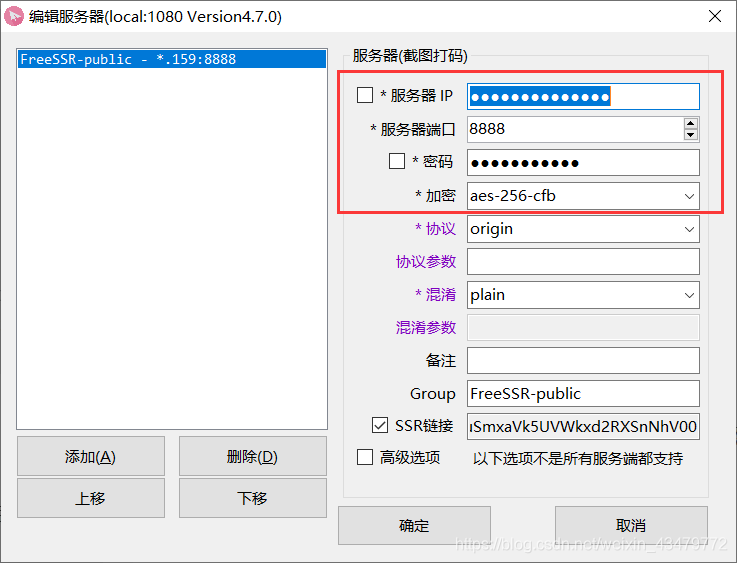 编辑服务器(local:1080 Version4.7.0)
FreeSSR-public - *.159:8888
服务器(截图打码)
* 服务器 IP ●●●●●●●●●●●●●●
* 服务器端口 8888
* 密码 ●●●●●●●●●●●
* 加密 aes-256-cfb
* 协议 origin
协议参数
* 混淆 plain
混淆参数
备注
Group FreeSSR-public
SSR链接 ıSmxaVk5UVWkxd2RXSnNhV00
高级选项 以下选项不是所有服务端都支持
添加(A) 删除(D)
上移 下移
确定 取消
https://blog.csdn.net/weixin_43479772